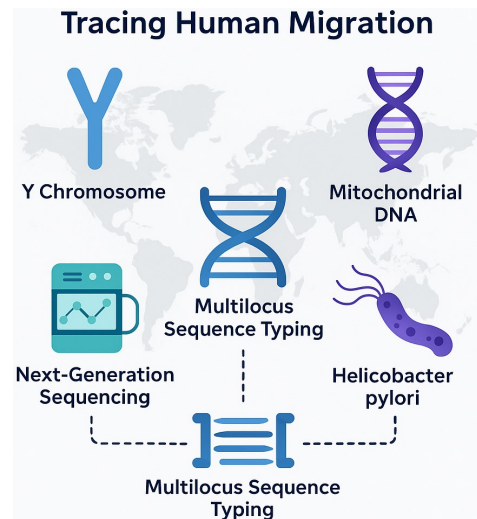 Tracing Human Migration
Y Chromosome
Mitochondrial
DNA
Multilocus
Sequence Typing
Next-Generation
Sequencing
Helicobacter
pylori
Multilocus Sequence
Typing